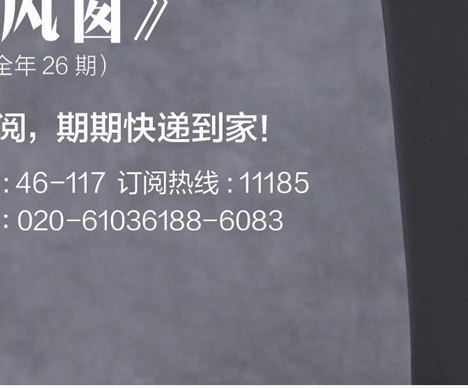 风窗》
全年 26 期）
阅，期期快递到家!
: 46-117 订阅热线 : 11185
: 020-61036188-6083